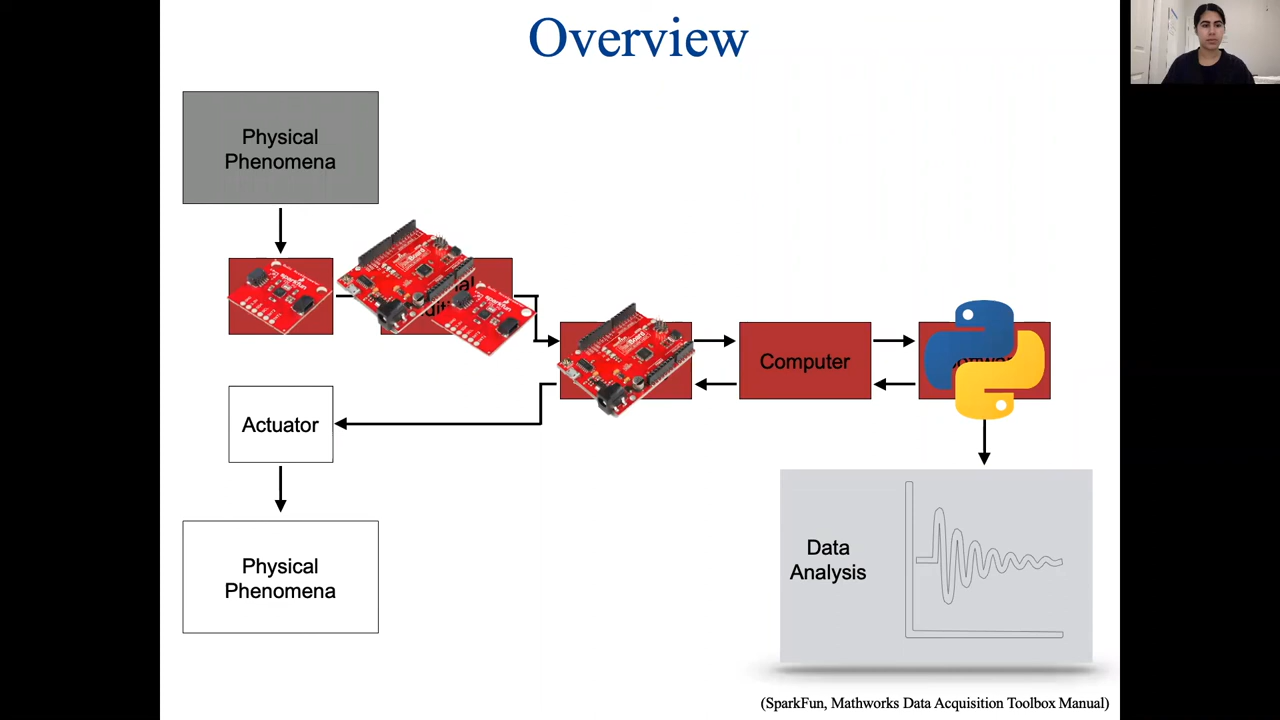 Overview
Physical
Phenomena
Computer
Actuator
Physical
Phenomena
Data
Analysis
(SparkFun, Mathworks Data Acquisition Toolbox Manual)